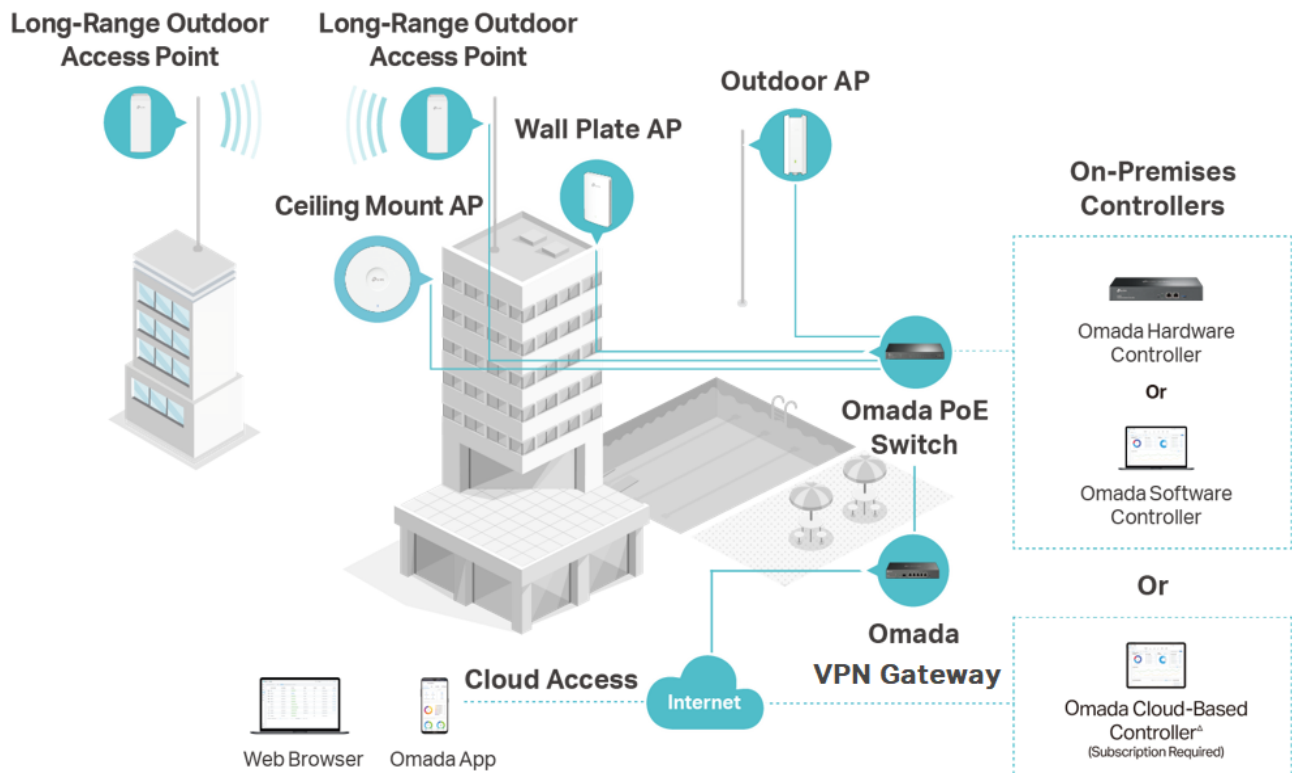 Long-Range Outdoor
Access Point
Long-Range Outdoor
Access Point
Outdoor AP
Wall Plate AP
Ceiling Mount AP
On-Premises
Controllers
Omada Hardware
Controller
Or
Omada Software
Controller
Omada PoE
Switch
Or
Omada
VPN Gateway
Cloud Access
Internet
Web Browser
Omada App
Omada Cloud-Based
Controller△
(Subscription Required)